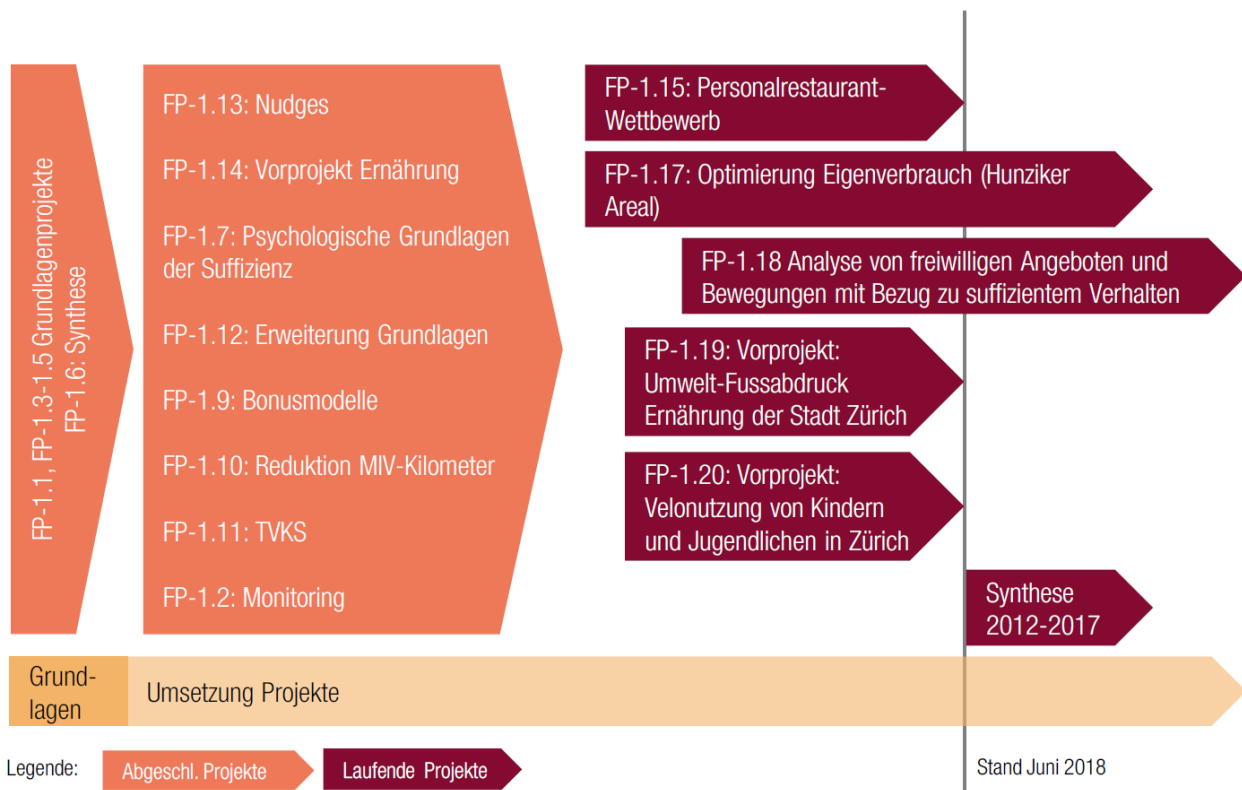 FP-1.1, FP-1.3-1.5 Grundlagenprojekte
FP-1.6: Synthese
FP-1.13: Nudges
FP-1.14: Vorprojekt Ernährung
FP-1.7: Psychologische Grundlagen
der Suffizienz
FP-1.12: Erweiterung Grundlagen
FP-1.9: Bonusmodelle
FP-1.10: Reduktion MIV-Kilometer
FP-1.11: TVKS
FP-1.2: Monitoring
FP-1.15: Personalrestaurant-
Wettbewerb
FP-1.17: Optimierung Eigenverbrauch (Hunziker
Areal)
FP-1.18 Analyse von freiwilligen Angeboten und
Bewegungen mit Bezug zu suffizientem Verhalten
FP-1.19: Vorprojekt:
Umwelt-Fussabdruck
Ernährung der Stadt Zürich
FP-1.20: Vorprojekt:
Velonutzung von Kindern
und Jugendlichen in Zürich
Synthese
2012-2017
Grund-
lagen
Umsetzung Projekte
Legende:
Abgeschl. Projekte
Laufende Projekte
Stand Juni 2018